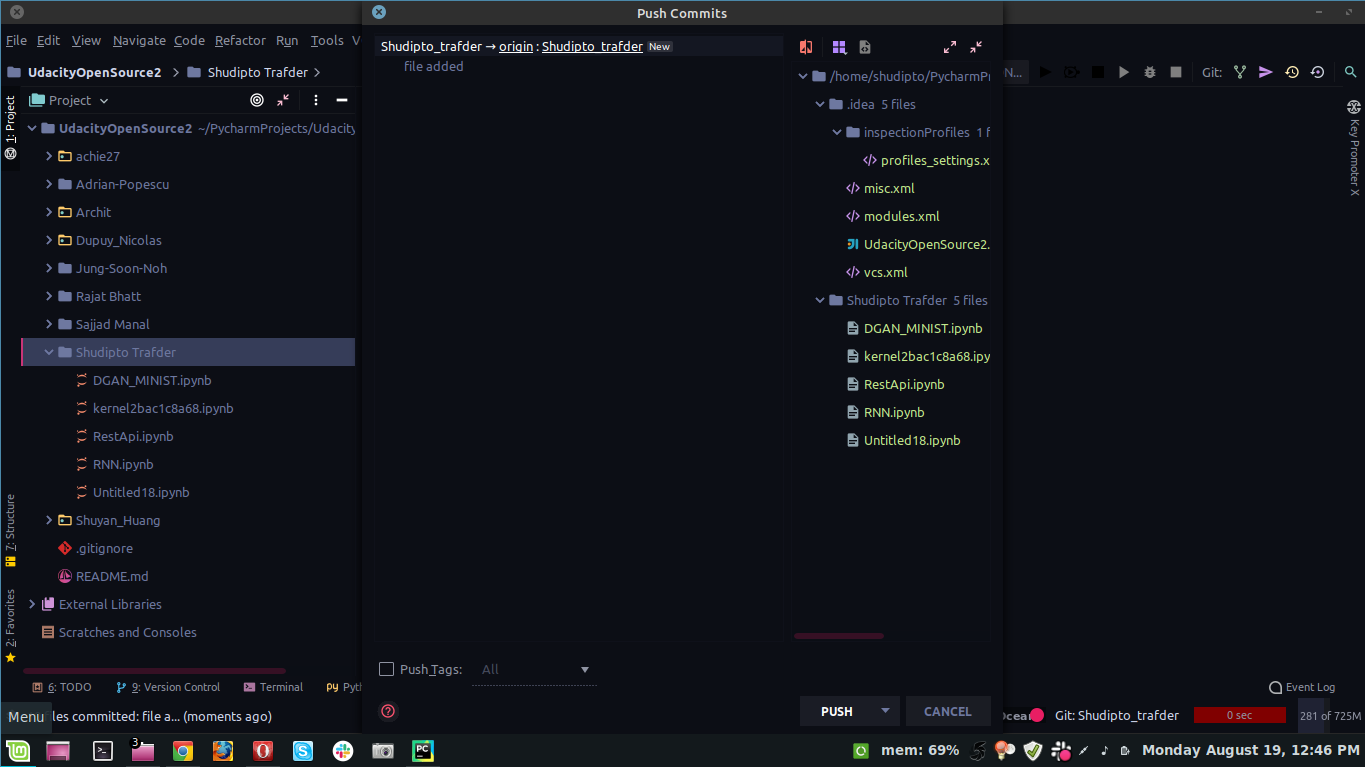 Push Commits
File Edit View Navigate Code Refactor Run Tools V
UdacityOpenSource2 Shudipto Trafder
Git:
Project
1: Project
UdacityOpenSource2 ~/PycharmProjects/Udacity
achie27
Adrian-Popescu
Archit
Dupuy_Nicolas
Jung-Soon-Noh
Rajat Bhatt
Sajjad Manal
Shudipto Trafder
DGAN_MINIST.ipynb
kernel2bac1c8a68.ipynb
RestApi.ipynb
RNN.ipynb
Untitled18.ipynb
Shuyan_Huang
.gitignore
README.md
External Libraries
Scratches and Consoles
7: Structure
2: Favorites
Shudipto_trafder → origin : Shudipto_trafder New
file added
/home/shudipto/PycharmPr
.idea 5 files
inspectionProfiles 1 f
profiles_settings.x
misc.xml
modules.xml
UdacityOpenSource2.
vcs.xml
Shudipto Trafder 5 files
DGAN_MINIST.ipynb
kernel2bac1c8a68.ipy
RestApi.ipynb
RNN.ipynb
Untitled18.ipynb
Push Tags: All
PUSH CANCEL
N...
Key Promoter X
6: TODO 9: Version Control Terminal Pyth
Event Log
Menu les committed: file a... (moments ago)
Ocean Git: Shudipto_trafder 0 sec 281 of 725M
3 PC mem: 69% Monday August 19, 12:46 PM